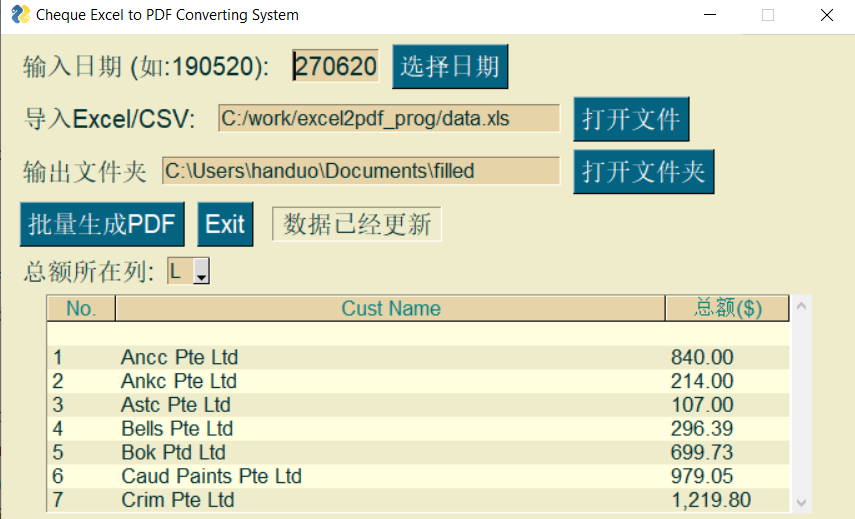 Cheque Excel to PDF Converting System
输入日期 (如:190520): 270620 选择日期
导入Excel/CSV: C:/work/excel2pdf_prog/data.xls 打开文件
输出文件夹 C:\Users\handuo\Documents\filled 打开文件夹
批量生成PDF Exit 数据已经更新
总额所在列: L
No. Cust Name 总额($)
1 Ancc Pte Ltd 840.00
2 Ankc Pte Ltd 214.00
3 Astc Pte Ltd 107.00
4 Bells Pte Ltd 296.39
5 Bok Ptd Ltd 699.73
6 Caud Paints Pte Ltd 979.05
7 Crim Pte Ltd 1,219.80